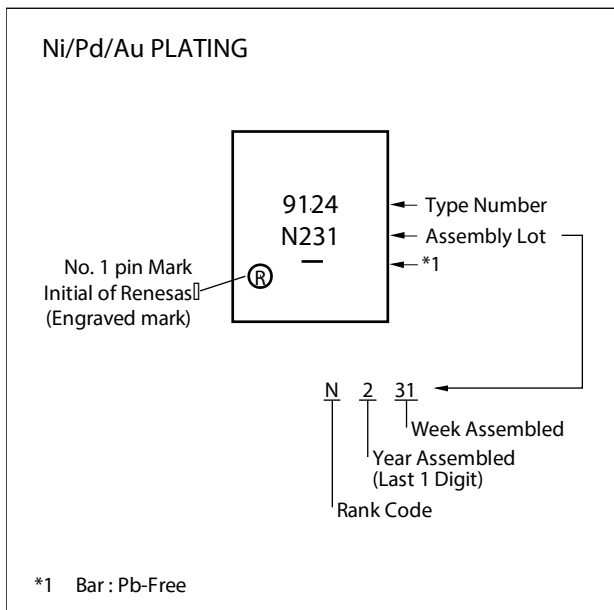 Ni/Pd/Au PLATING
9124
N231
Type Number
Assembly Lot
*1
No. 1 pin Mark
Initial of Renesas▯
(Engraved mark)
R
N 2 31
Week Assembled
Year Assembled
(Last 1 Digit)
Rank Code
*1 Bar : Pb-Free